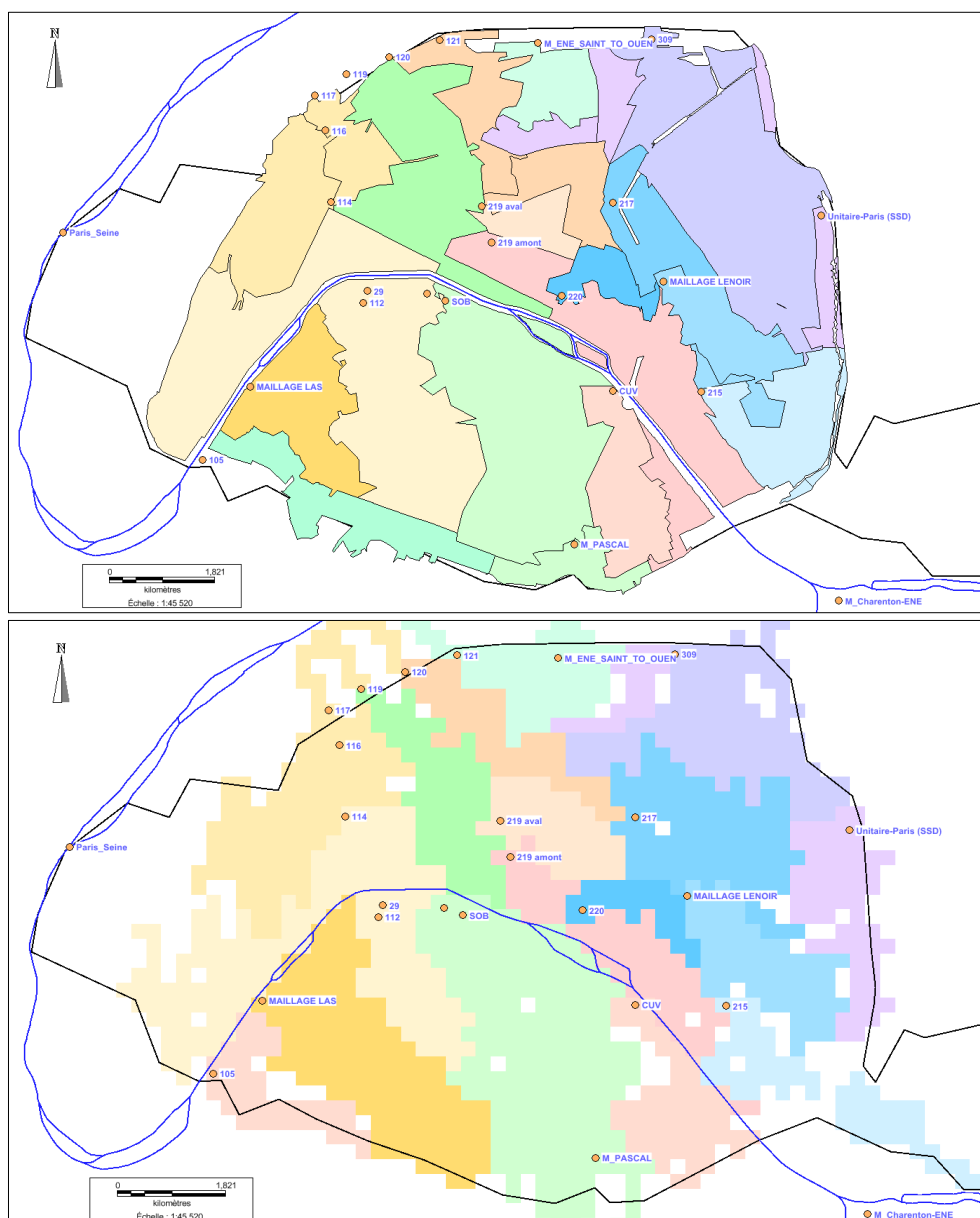 N
121
M_ENE_SAINT_TO_OUEN
309
120
119
117
116
114
219 aval
217
Unitaire-Paris (SSD)
Paris_Seine
219 amont
MAILLAGE LENOIR
29
220
SOB
112
MAILLAGE LAS
CUV
215
105
M_PASCAL
0 1,821
kilomètres
Échelle : 1:45 520
M_Charenton-ENE
N
121
M_ENE_SAINT_TO_OUEN
309
120
119
117
116
114
219 aval
217
Unitaire-Paris (SSD)
Paris_Seine
219 amont
MAILLAGE LENOIR
29
220
SOB
112
MAILLAGE LAS
CUV
215
105
M_PASCAL
0 1,821
kilomètres
Échelle : 1:45 520
M_Charenton-ENE